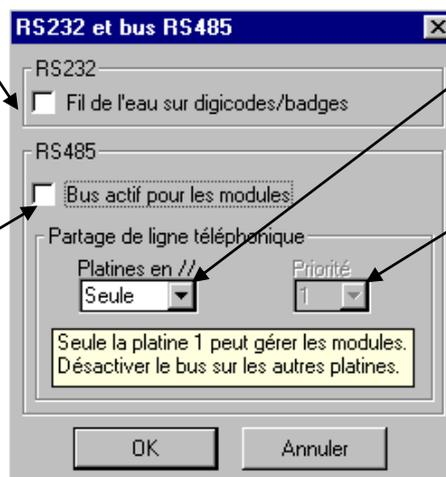 RS232 et bus RS485
RS232
Fil de l'eau sur digicodes/badges
RS485
Bus actif pour les modules
Partage de ligne téléphonique
Platines en // Priorité
Seule 1
Seule la platine 1 peut gérer les modules.
Désactiver le bus sur les autres platines.
OK Annuler